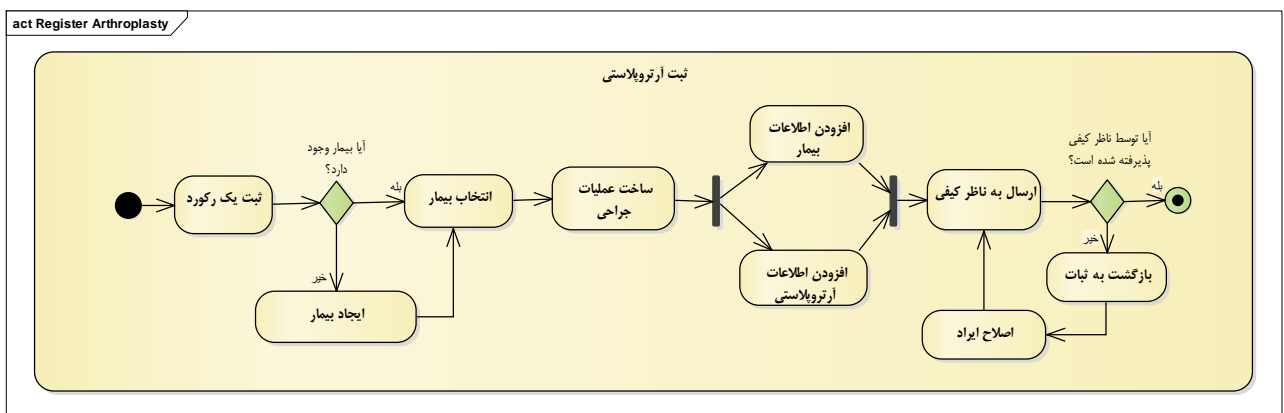 act Register Arthroplasty
ثبت آرتروپلاستی
ثبت یک رکورد
آیا بیمار وجود
دارد؟
بله
خیر
ایجاد بیمار
انتخاب بیمار
ساخت عملیات
جراحی
افزودن اطلاعات
بیمار
افزودن اطلاعات
آرتروپلاستی
ارسال به ناظر کیفی
آیا توسط ناظر کیفی
پذیرفته شده است؟
بله
خیر
بازگشت به ثبات
اصلاح ایراد